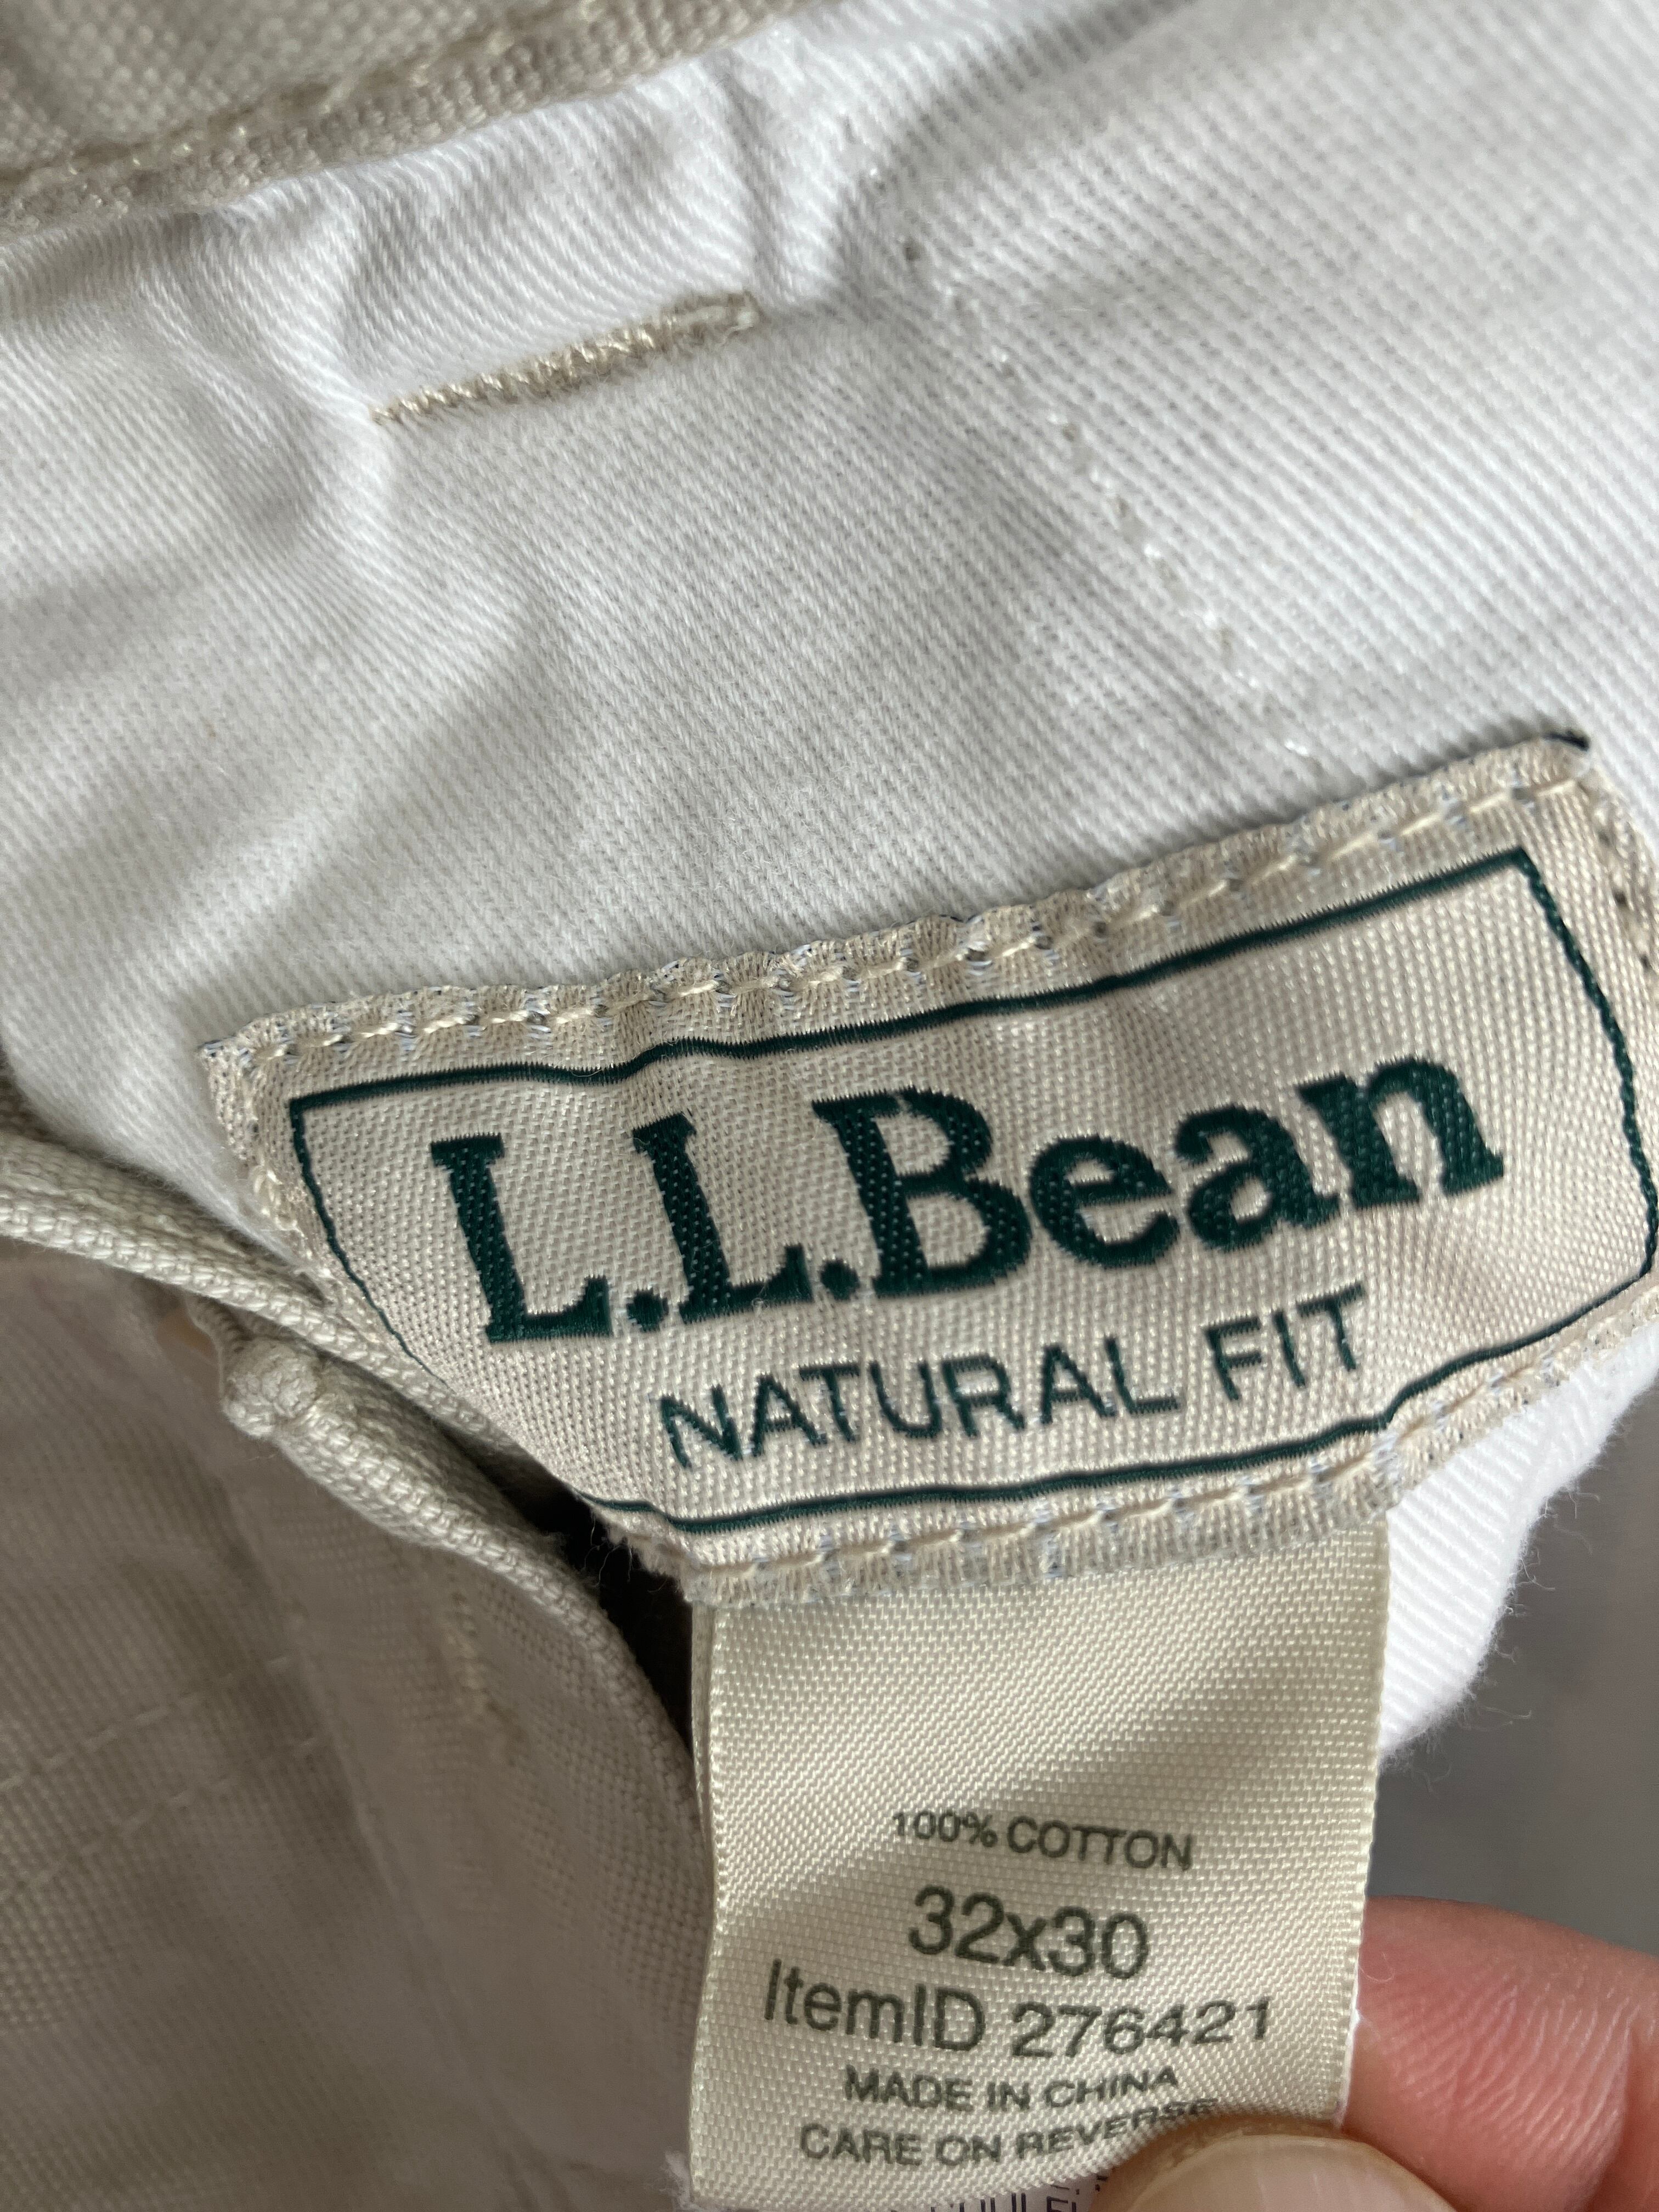 L.L.Bean
NATURAL FIT
100% COTTON
32x30
ItemID 276421
MADE IN CHINA
CARE ON REVERSE